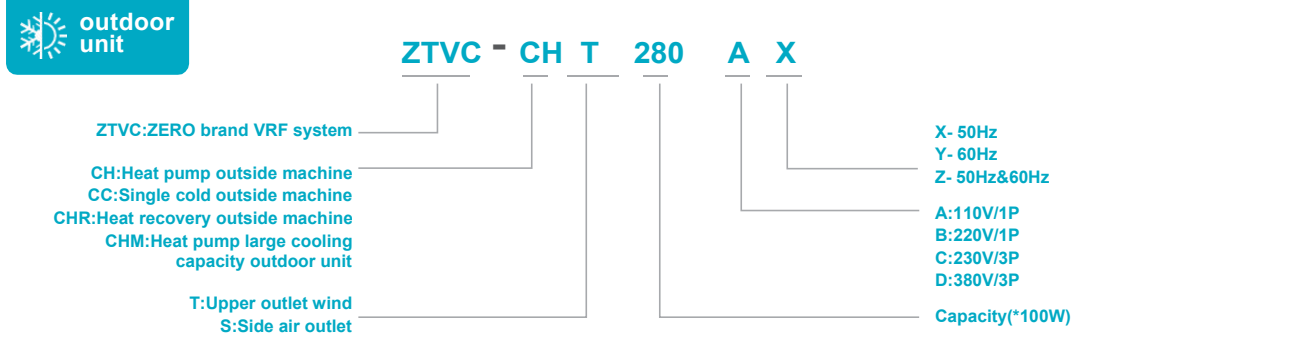 outdoor
unit
ZTVC - CH T 280 A X
ZTVC:ZERO brand VRF system
CH:Heat pump outside machine
CC:Single cold outside machine
CHR:Heat recovery outside machine
CHM:Heat pump large cooling
capacity outdoor unit
T:Upper outlet wind
S:Side air outlet
X- 50Hz
Y- 60Hz
Z- 50Hz&60Hz
A:110V/1P
B:220V/1P
C:230V/3P
D:380V/3P
Capacity(*100W)